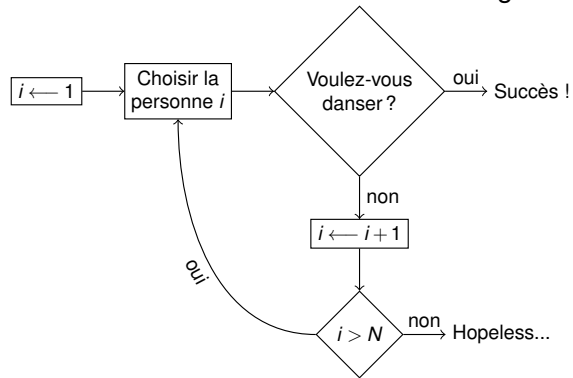 i ⟵ 1
Choisir la
personne i
Voulez-vous
danser ?
oui
Succès !
non
i ⟵ i + 1
oui
i > N
non
Hopeless...